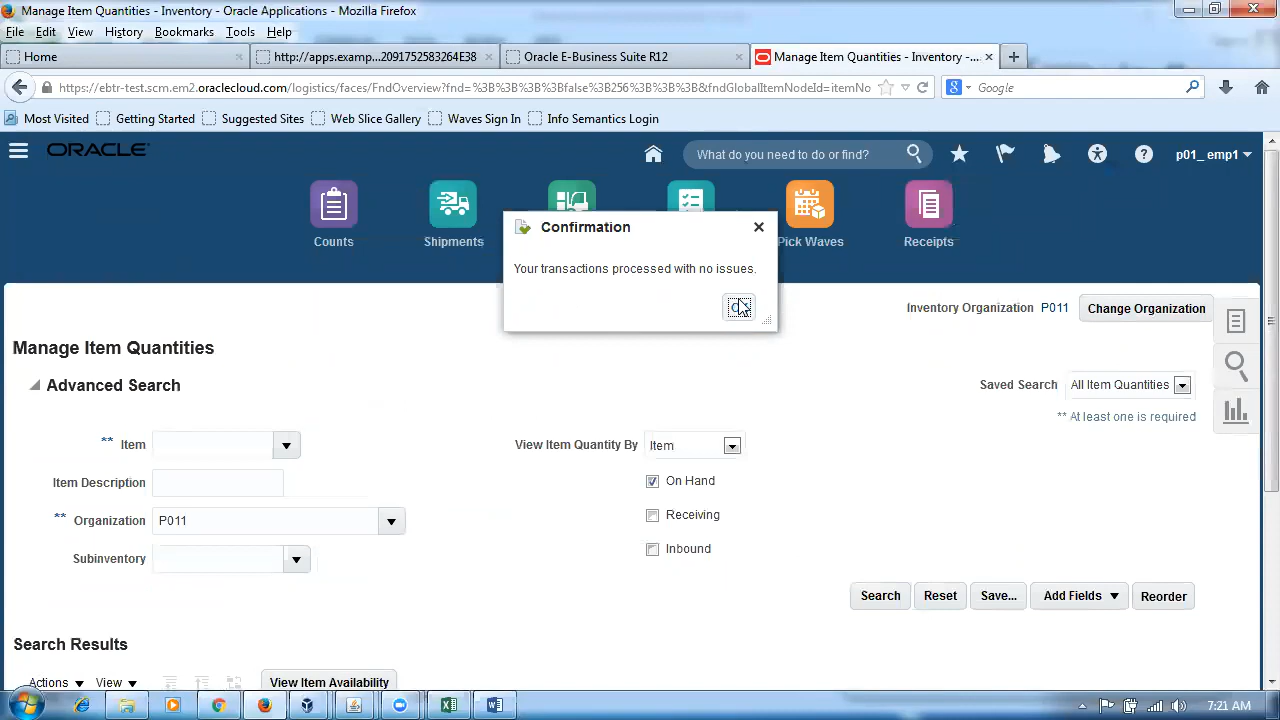 Manage Item Quantities - Inventory - Oracle Applications - Mozilla Firefox
File Edit View History Bookmarks Tools Help
Home
http://apps.examp...2091752583264E38
Oracle E-Business Suite R12
Manage Item Quantities - Inventory -...
https://ebtr-test.scm.em2.oraclecloud.com/logistics/faces/FndOverview?fnd=%3B%3B%3B%3Bfalse%3B256%3B%3B%3B&fndGlobalItemNodeId=itemNo
Google
Most Visited Getting Started Suggested Sites Web Slice Gallery Waves Sign In Info Semantics Login
ORACLE
What do you need to do or find?
p01_ emp1
Counts
Shipments
Pick Waves
Receipts
Confirmation
Your transactions processed with no issues.
Inventory Organization P011 Change Organization
Manage Item Quantities
Advanced Search
Saved Search All Item Quantities
** At least one is required
** Item
View Item Quantity By Item
Item Description
On Hand
** Organization P011
Receiving
Subinventory
Inbound
Search Reset Save... Add Fields Reorder
Search Results
Actions View View Item Availability
7:21 AM